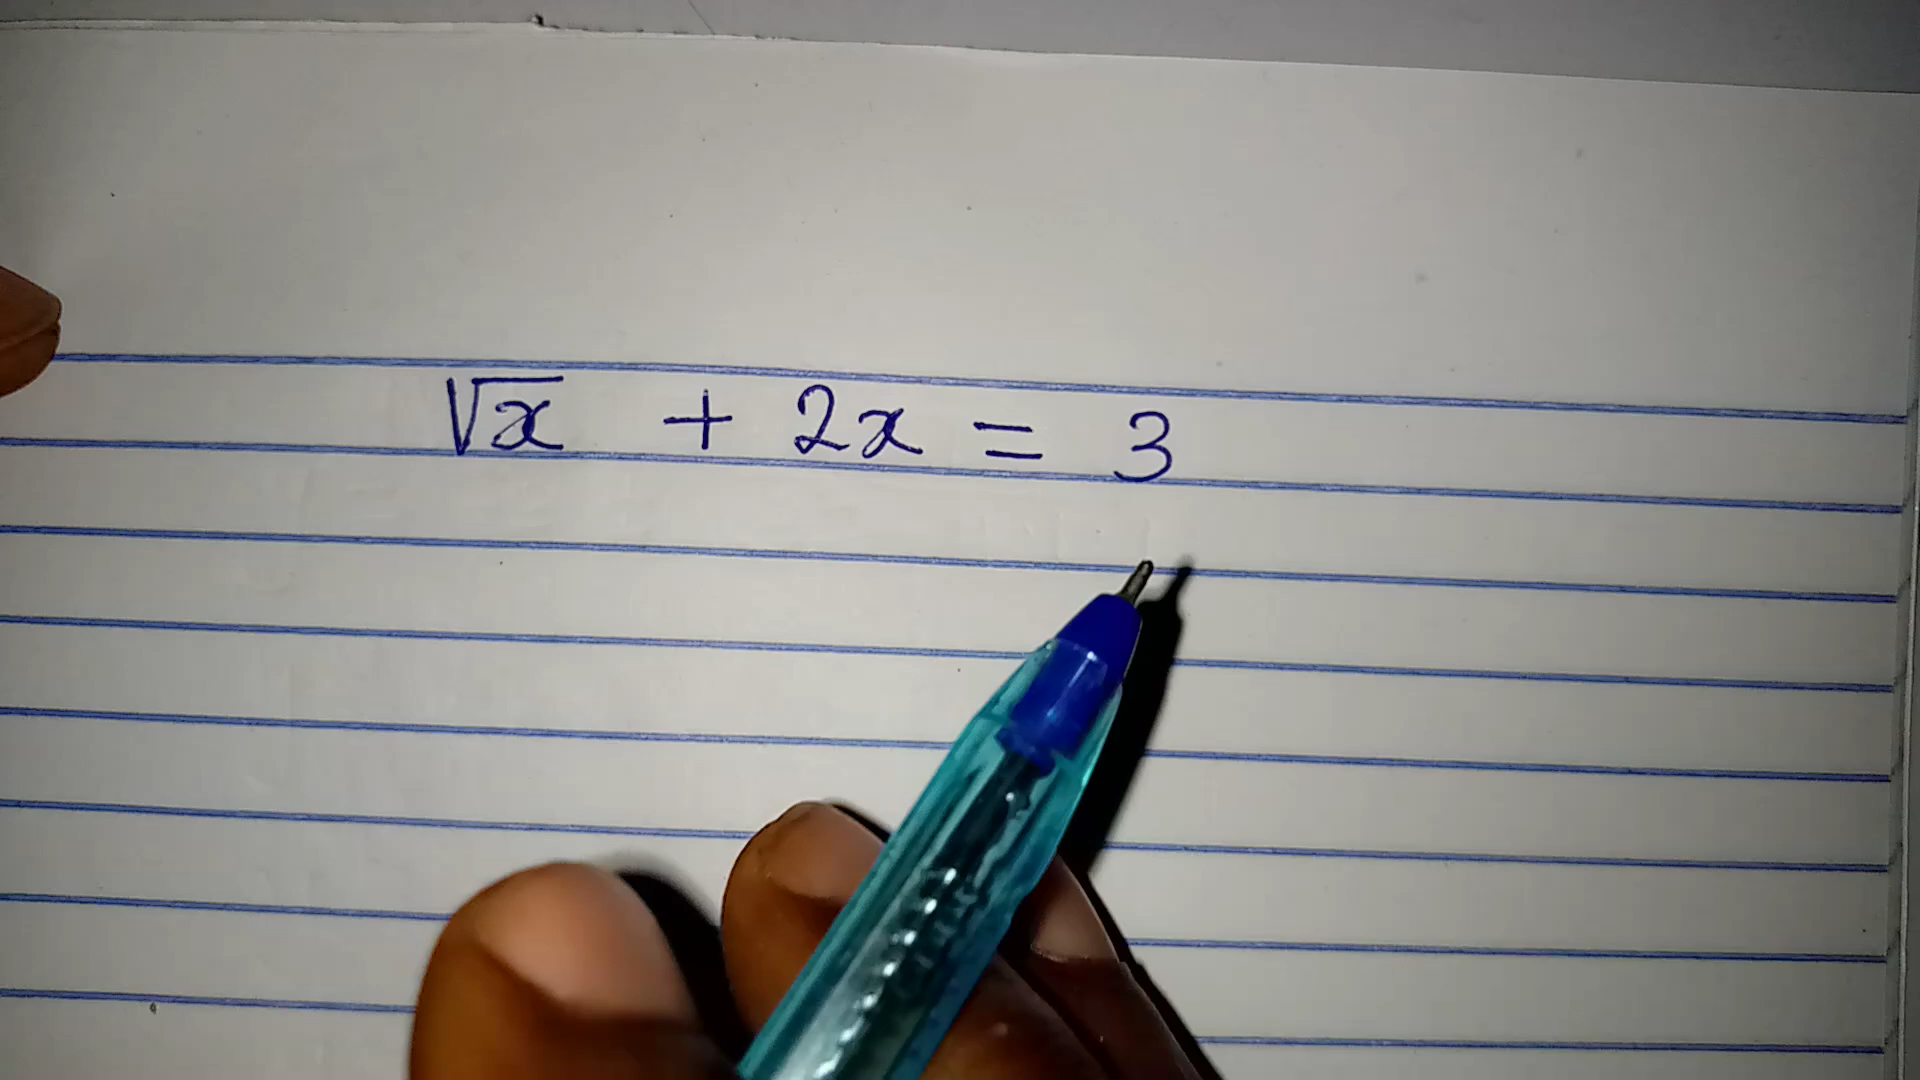 √x + 2x = 3